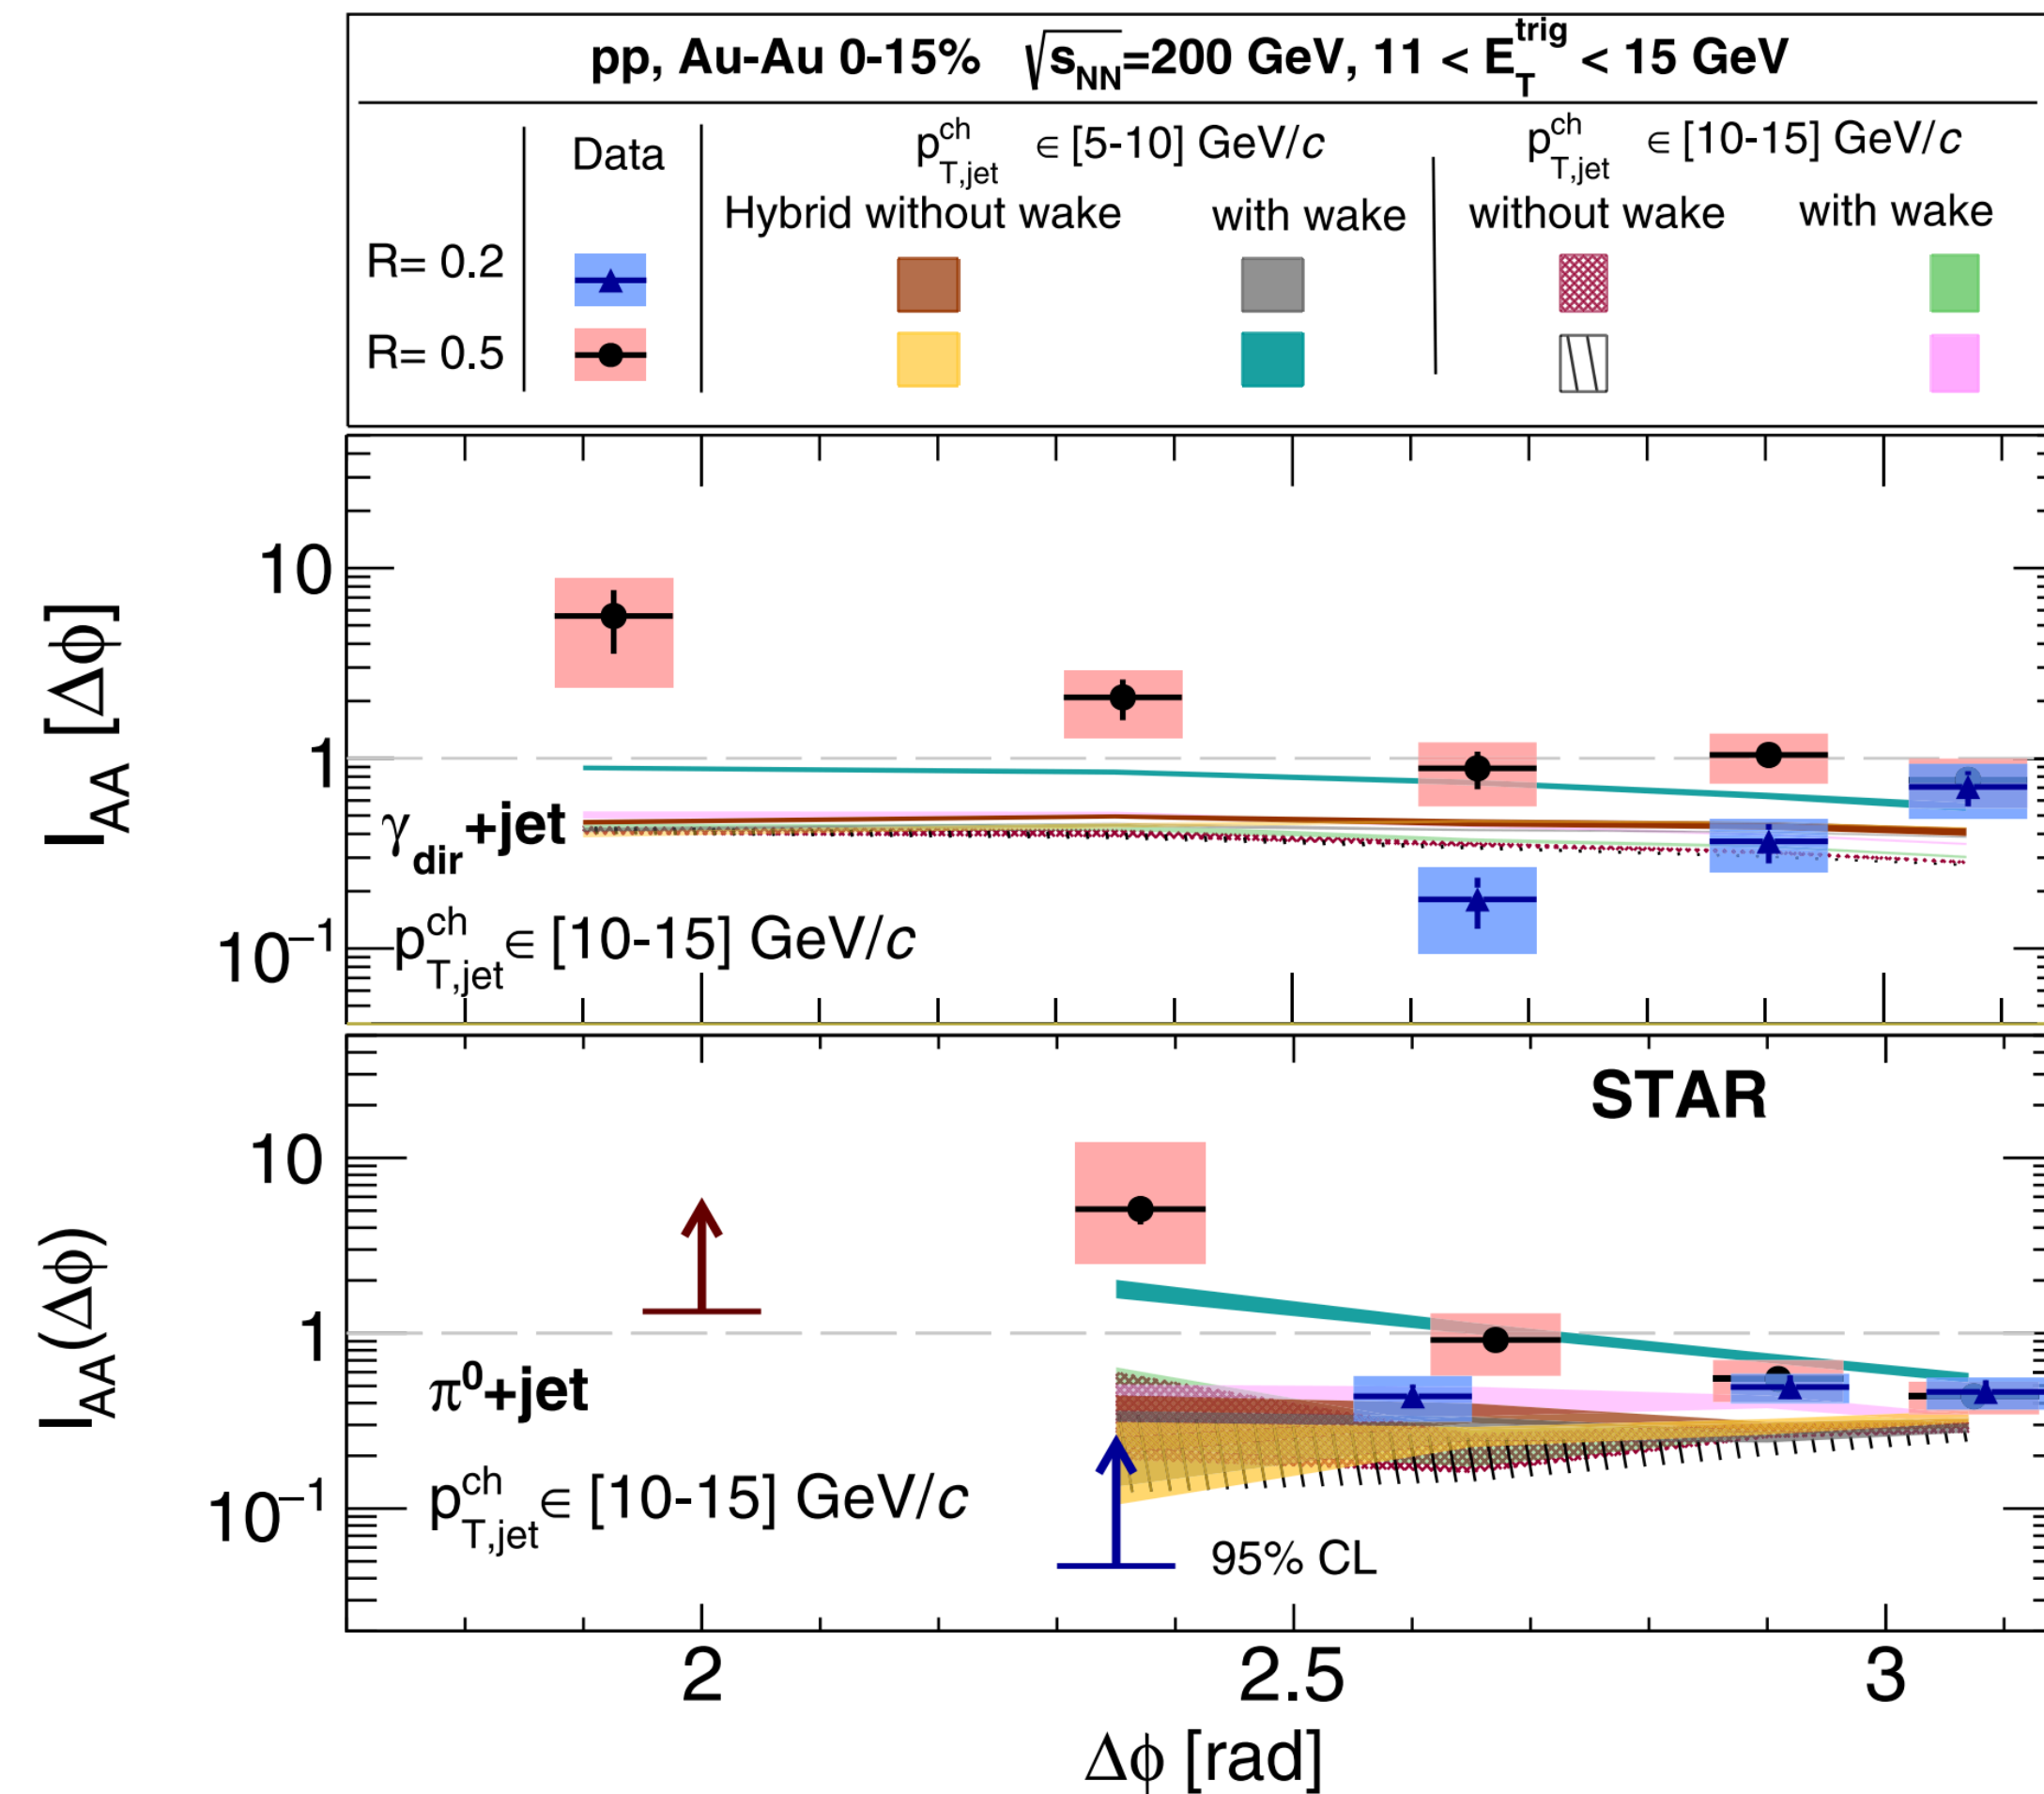 pp, Au-Au 0-15% √s_NN=200 GeV, 11 < E_T^trig < 15 GeV
Data p_T,jet^ch ∈ [5-10] GeV/c p_T,jet^ch ∈ [10-15] GeV/c
Hybrid without wake with wake without wake with wake
R= 0.2
R= 0.5
I_AA [Δϕ]
10
1
10^−1
γ_dir+jet
p_T,jet^ch ∈ [10-15] GeV/c
STAR
I_AA(Δϕ)
10
1
10^−1
π^0+jet
p_T,jet^ch ∈ [10-15] GeV/c
95% CL
2 2.5 3
Δϕ [rad]